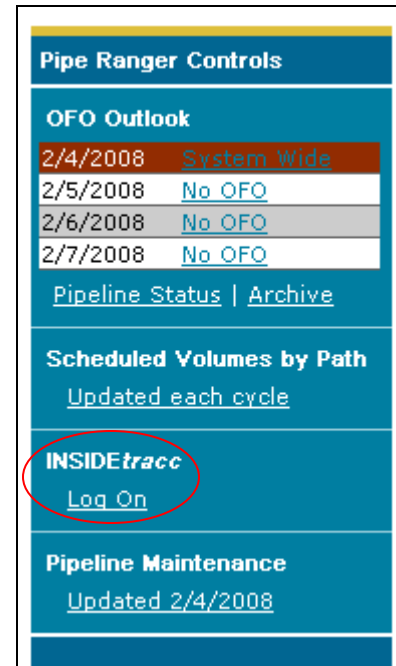 Pipe Ranger Controls
OFO Outlook
2/4/2008 System Wide
2/5/2008 No OFO
2/6/2008 No OFO
2/7/2008 No OFO
Pipeline Status | Archive
Scheduled Volumes by Path
Updated each cycle
INSIDEtracc
Log On
Pipeline Maintenance
Updated 2/4/2008